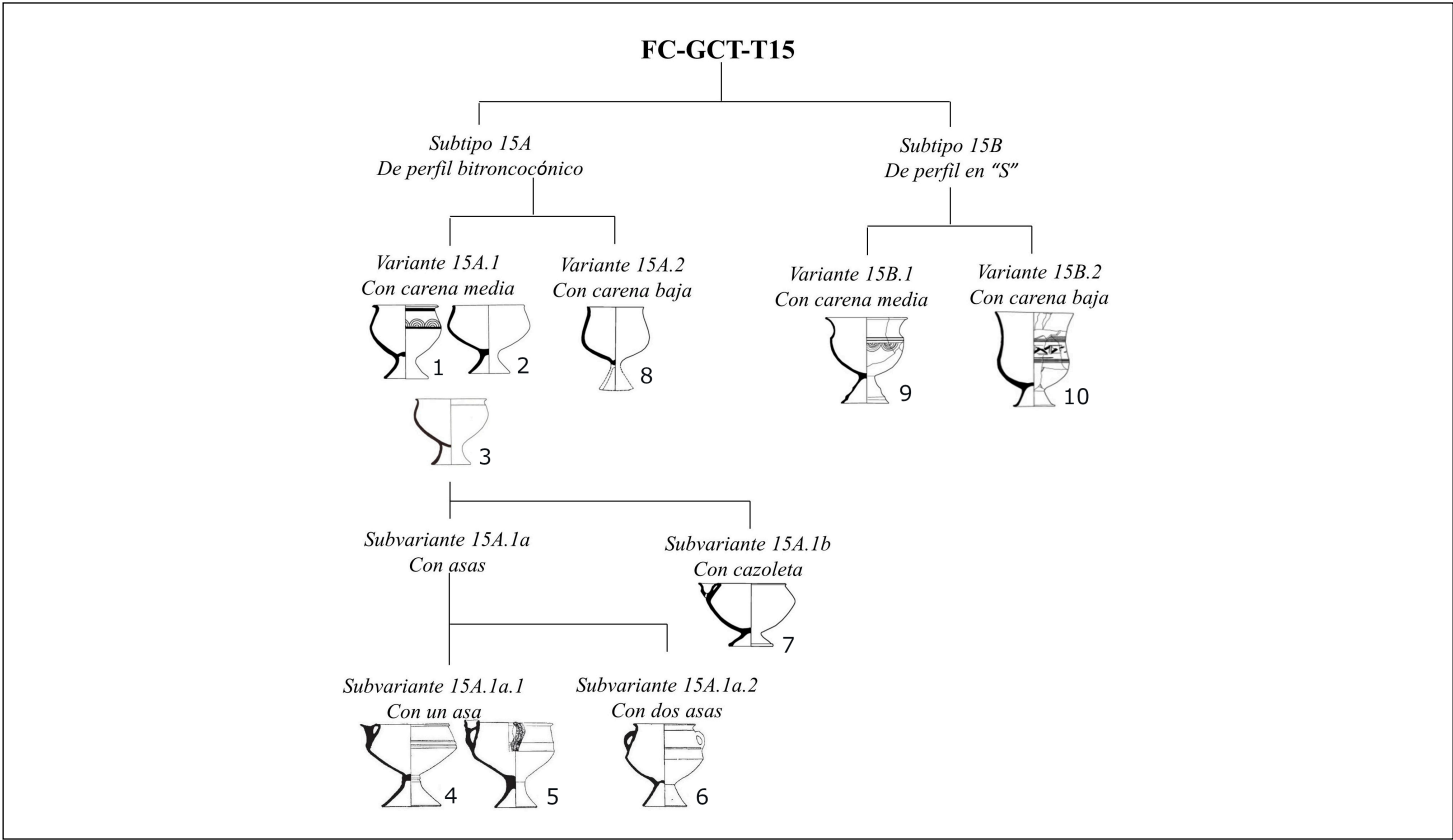 FC-GCT-T15
Subtipo 15A
De perfil bitroncocónico
Subtipo 15B
De perfil en “S”
Variante 15A.1
Con carena media
Variante 15A.2
Con carena baja
Variante 15B.1
Con carena media
Variante 15B.2
Con carena baja
1
2
8
9
10
3
Subvariante 15A.1a
Con asas
Subvariante 15A.1b
Con cazoleta
7
Subvariante 15A.1a.1
Con un asa
Subvariante 15A.1a.2
Con dos asas
4
5
6